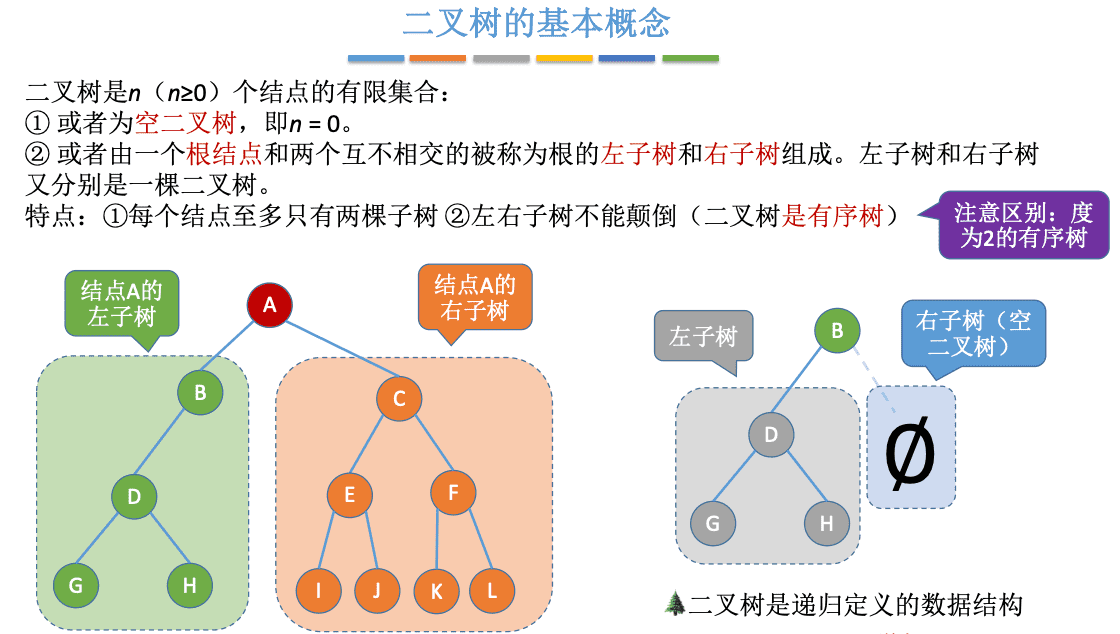 二叉树的基本概念
二叉树是n（n≥0）个结点的有限集合：
① 或者为空二叉树，即n = 0。
② 或者由一个根结点和两个互不相交的被称为根的左子树和右子树组成。左子树和右子树
又分别是一棵二叉树。
特点：①每个结点至多只有两棵子树 ②左右子树不能颠倒（二叉树是有序树）
注意区别：度
为2的有序树
结点A的
左子树
A
结点A的
右子树
B
C
D
E
F
G
H
I
J
K
L
左子树
B
右子树（空
二叉树）
D
∅
G
H
二叉树是递归定义的数据结构